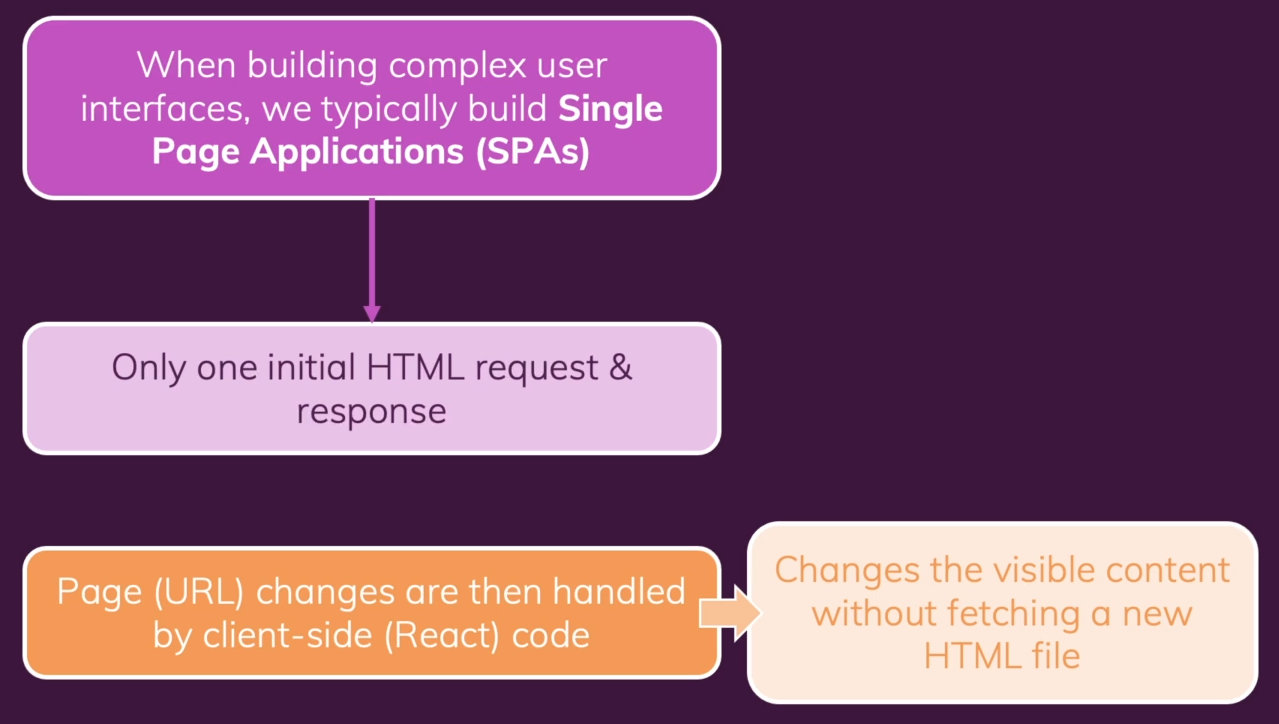 When building complex user
interfaces, we typically build Single
Page Applications (SPAs)
Only one initial HTML request &
response
Page (URL) changes are then handled
by client-side (React) code
Changes the visible content
without fetching a new
HTML file